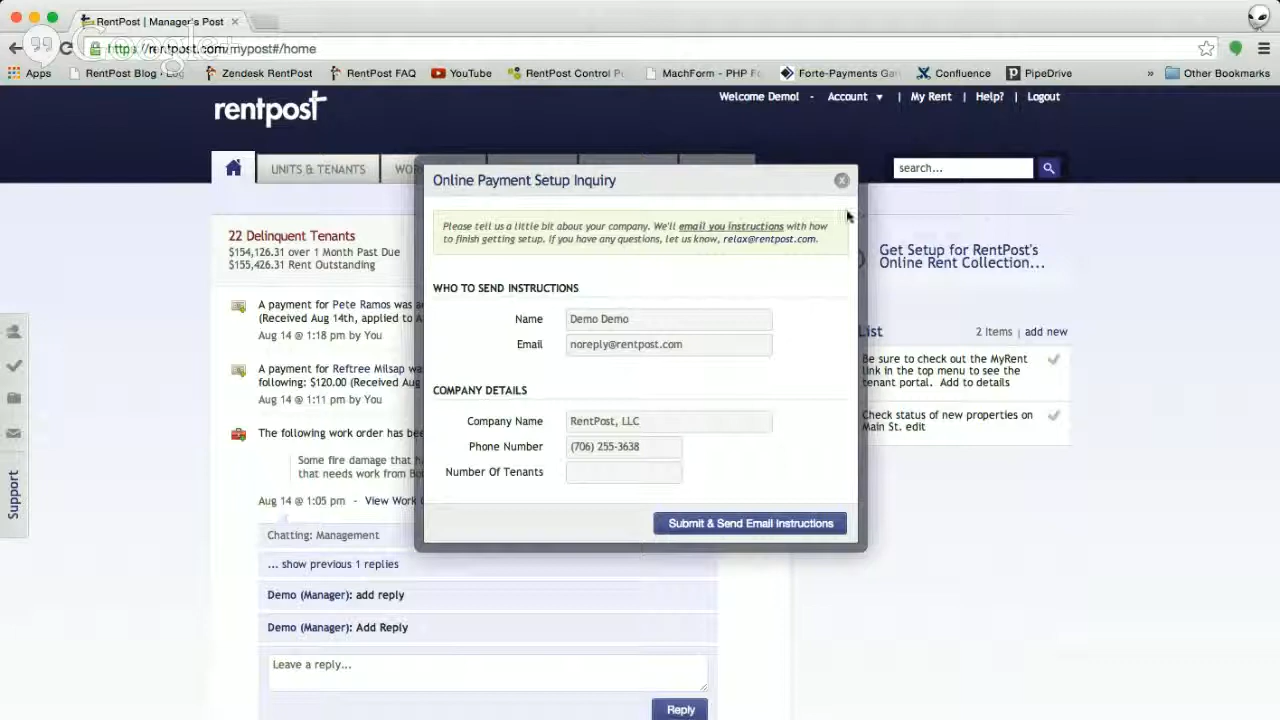 RentPost | Manager's Post
Google+
https://rentpost.com/mypost#/home
Apps
RentPost Blog
Zendesk RentPost
RentPost FAQ
YouTube
RentPost Control
MachForm - PHP
Forte-Payments
Confluence
PipeDrive
»
Other Bookmarks
rentpost
Welcome Demo! - Account ▼ | My Rent | Help? | Logout
UNITS & TENANTS
search...
Online Payment Setup Inquiry
Please tell us a little bit about your company. We'll email you instructions with how
to finish getting setup. If you have any questions, let us know, relax@rentpost.com.
WHO TO SEND INSTRUCTIONS
Name Demo Demo
Email noreply@rentpost.com
COMPANY DETAILS
Company Name RentPost, LLC
Phone Number (706) 255-3638
Number Of Tenants
Submit & Send Email Instructions
22 Delinquent Tenants
$154,126.31 over 1 Month Past Due
$155,426.31 Rent Outstanding
A payment for Pete Ramos was
(Received Aug 14th, applied to
Aug 14 @ 1:18 pm by You
A payment for Reftree Milsap
following: $120.00 (Received
Aug 14 @ 1:11 pm by You
The following work order has
Some fire damage that
that needs work from
Aug 14 @ 1:05 pm - View Work
Chatting: Management
... show previous 1 replies
Demo (Manager): add reply
Demo (Manager): Add Reply
Leave a reply...
Reply
Get Setup for RentPost's
Online Rent Collection...
List 2 Items | add new
Be sure to check out the MyRent
link in the top menu to see the
tenant portal. Add to details
Check status of new properties on
Main St. edit
Support